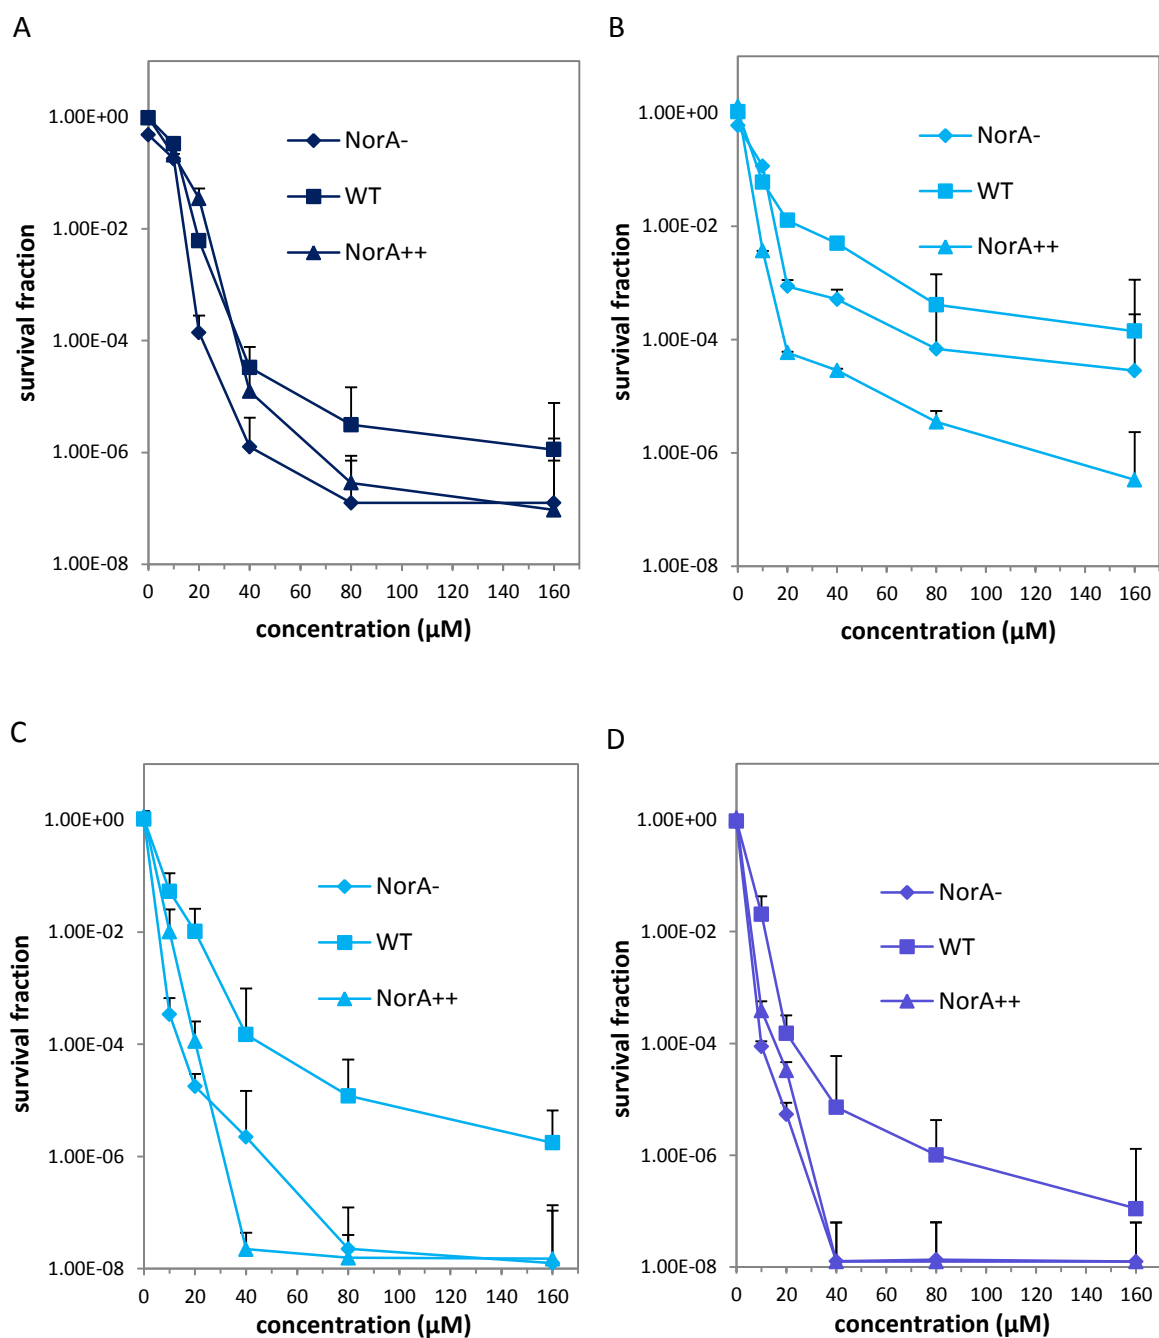 A
1.00E+00
1.00E-02
1.00E-04
1.00E-06
1.00E-08
survival fraction
NorA-
WT
NorA++
0 20 40 60 80 100 120 140 160
concentration (µM)
B
1.00E+00
1.00E-02
1.00E-04
1.00E-06
1.00E-08
survival fraction
NorA-
WT
NorA++
0 20 40 60 80 100 120 140 160
concentration (µM)
C
1.00E+00
1.00E-02
1.00E-04
1.00E-06
1.00E-08
survival fraction
NorA-
WT
NorA++
0 20 40 60 80 100 120 140 160
concentration (µM)
D
1.00E+00
1.00E-02
1.00E-04
1.00E-06
1.00E-08
survival fraction
NorA-
WT
NorA++
0 20 40 60 80 100 120 140 160
concentration (µM)